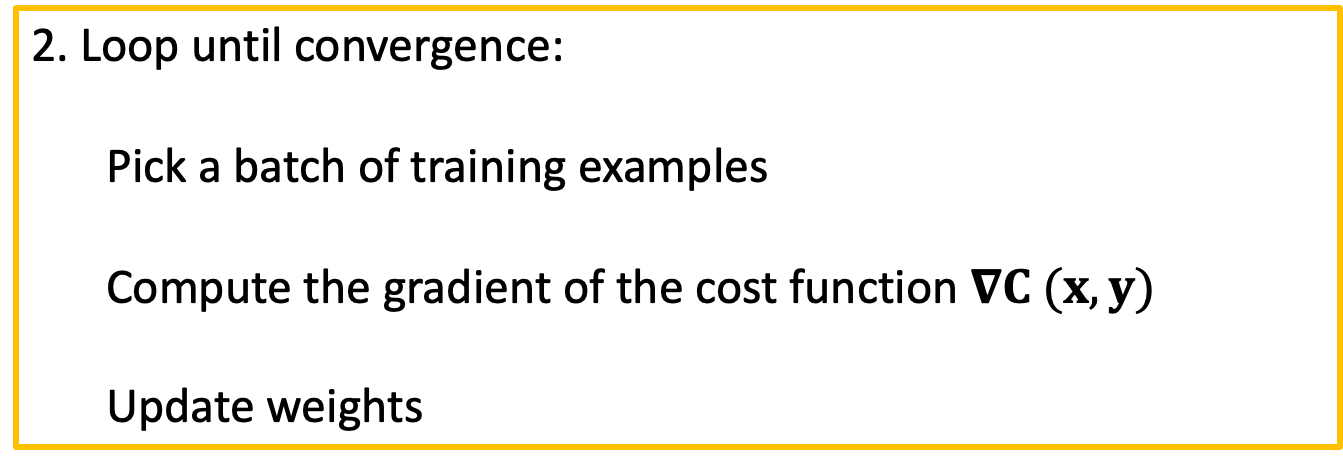 2. Loop until convergence:
Pick a batch of training examples
Compute the gradient of the cost function ∇C (x, y)
Update weights